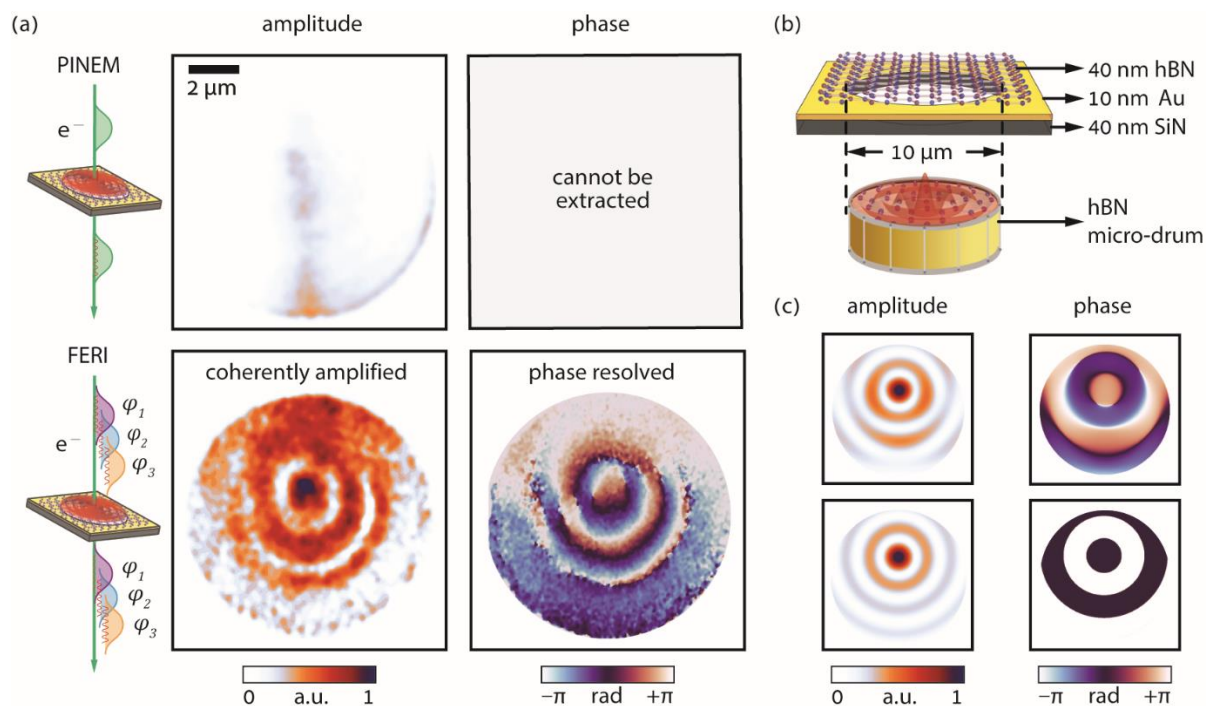 (a)
amplitude
phase
PINEM
e⁻
2 μm
cannot be
extracted
FERI
φ₁
φ₂
φ₃
e⁻
φ₁
φ₂
φ₃
coherently amplified
phase resolved
0 a.u. 1
−π rad +π
(b)
40 nm hBN
10 nm Au
40 nm SiN
10 μm
hBN
micro-drum
(c)
amplitude
phase
0 a.u. 1
−π rad +π